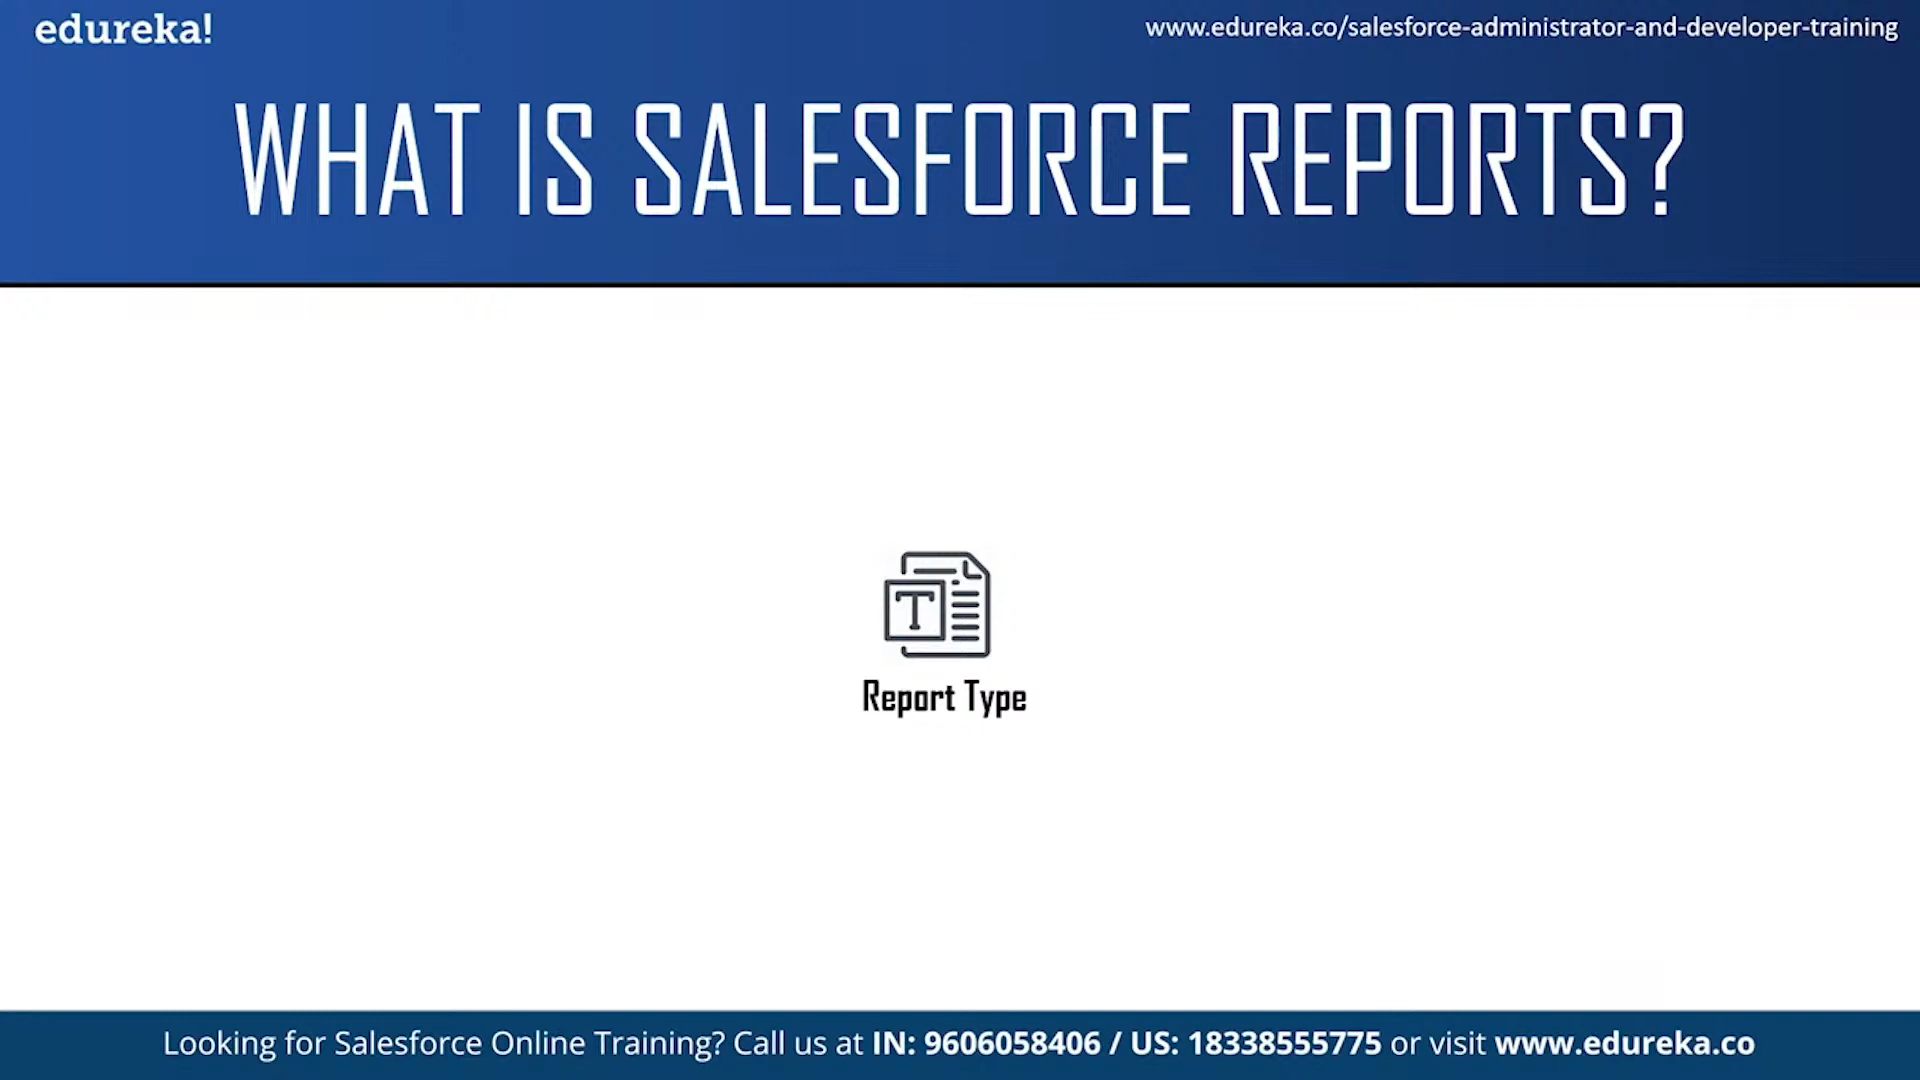 edureka!
www.edureka.co/salesforce-administrator-and-developer-training
WHAT IS SALESFORCE REPORTS?
T
Report Type
Looking for Salesforce Online Training? Call us at IN: 9606058406 / US: 18338555775 or visit www.edureka.co